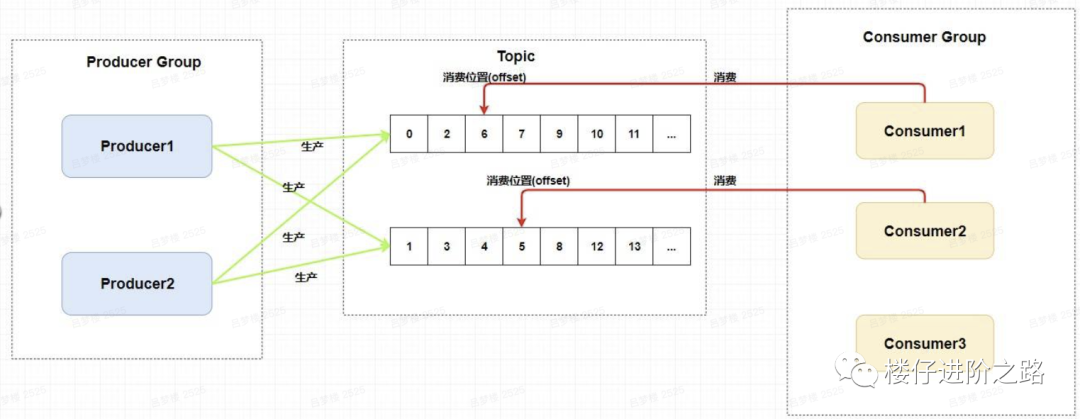 Producer Group
Producer1
Producer2
生产
生产
生产
生产
Topic
消费位置(offset)
0 2 6 7 9 10 11 ...
消费位置(offset)
1 3 4 5 8 12 13 ...
消费
消费
Consumer Group
Consumer1
Consumer2
Consumer3
楼仔进阶之路